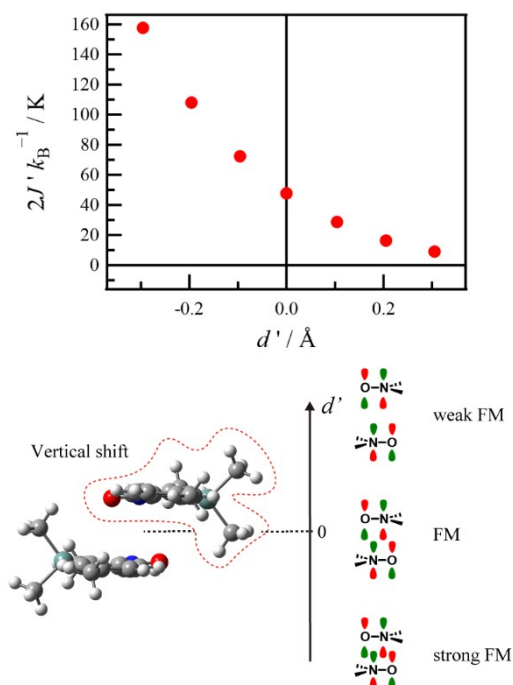 160
140
120
100
80
60
40
20
0
2J ' k_B^−1 / K
-0.2
0.0
0.2
d ' / Å
d'
O–N
weak FM
N–O
Vertical shift
O–N
0
FM
N–O
O–N
strong FM
N–O